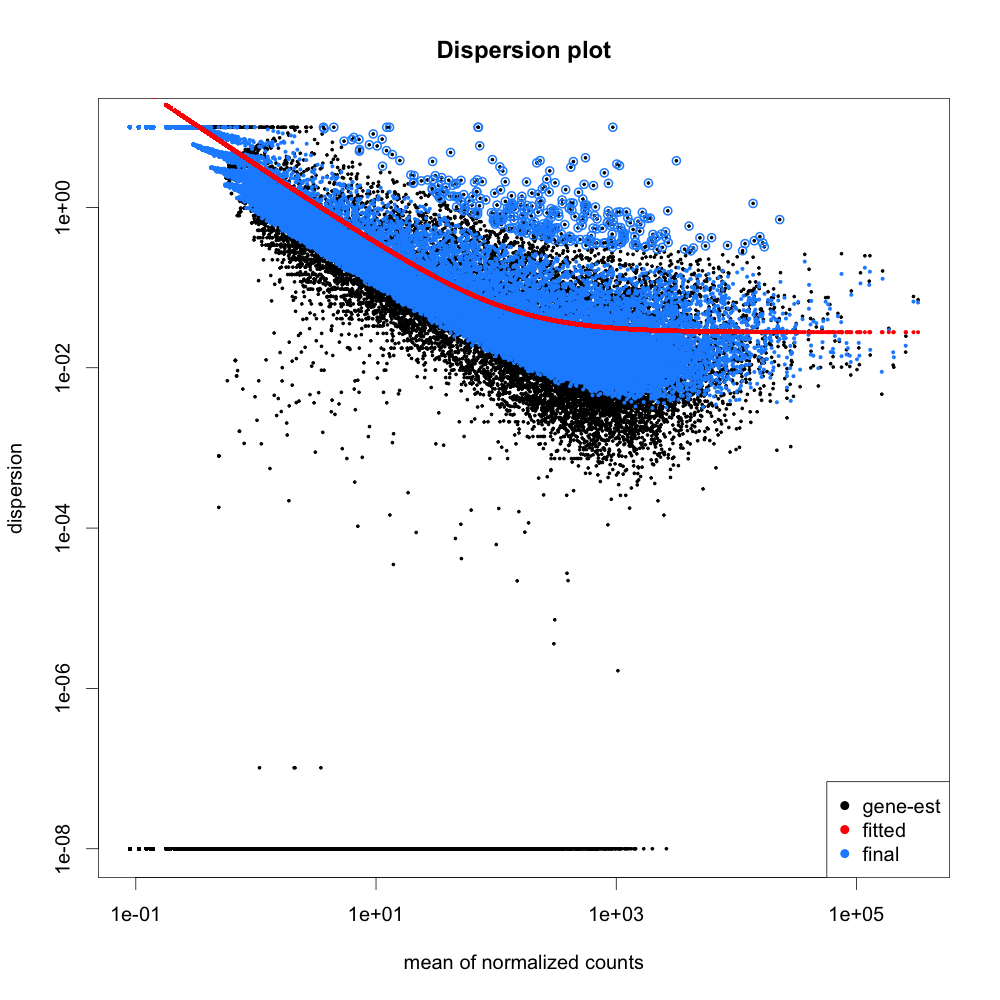 Dispersion plot
1e+00
1e-02
1e-04
1e-06
1e-08
dispersion
gene-est
fitted
final
1e-01
1e+01
1e+03
1e+05
mean of normalized counts